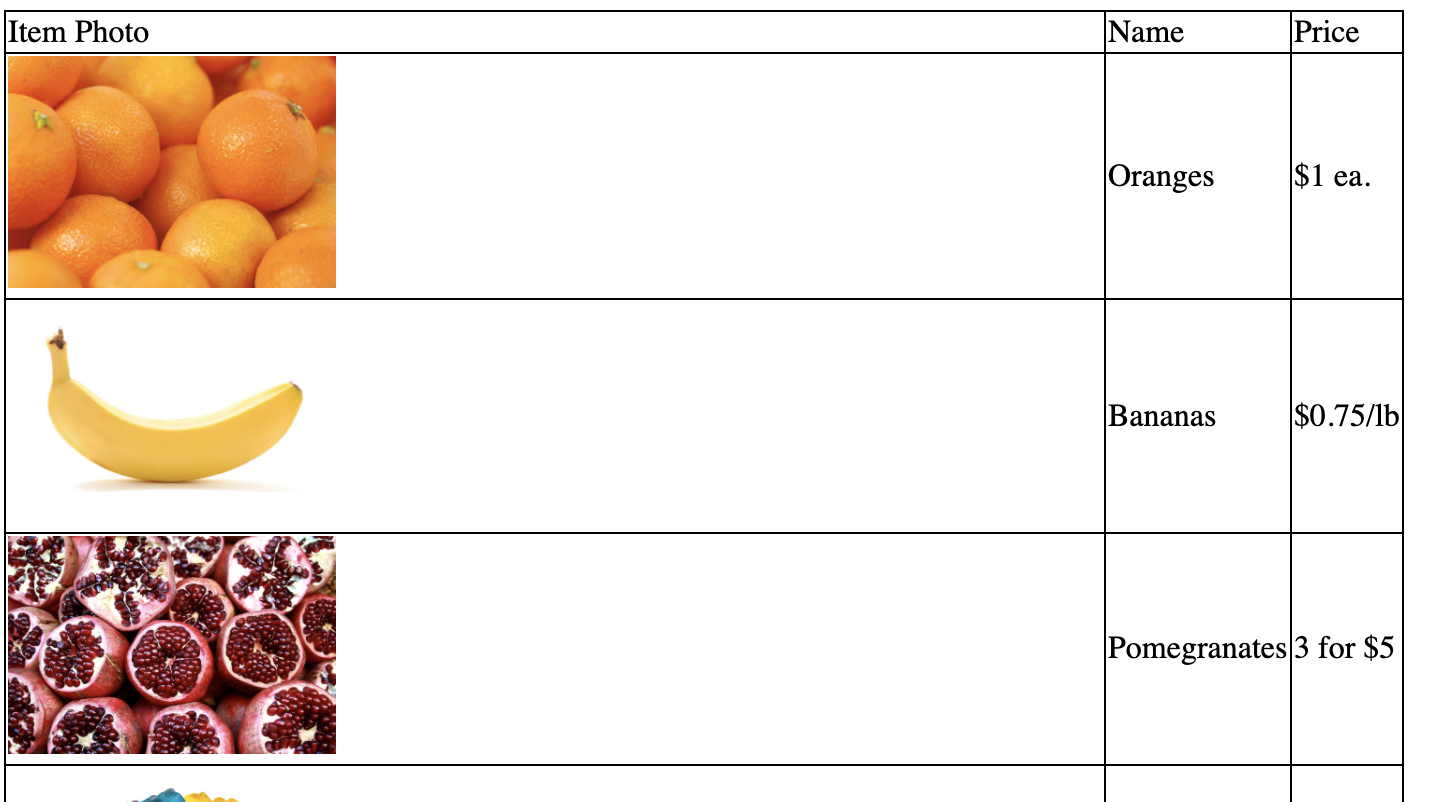 Item Photo Name Price
Oranges $1 ea.
Bananas $0.75/lb
Pomegranates 3 for $5